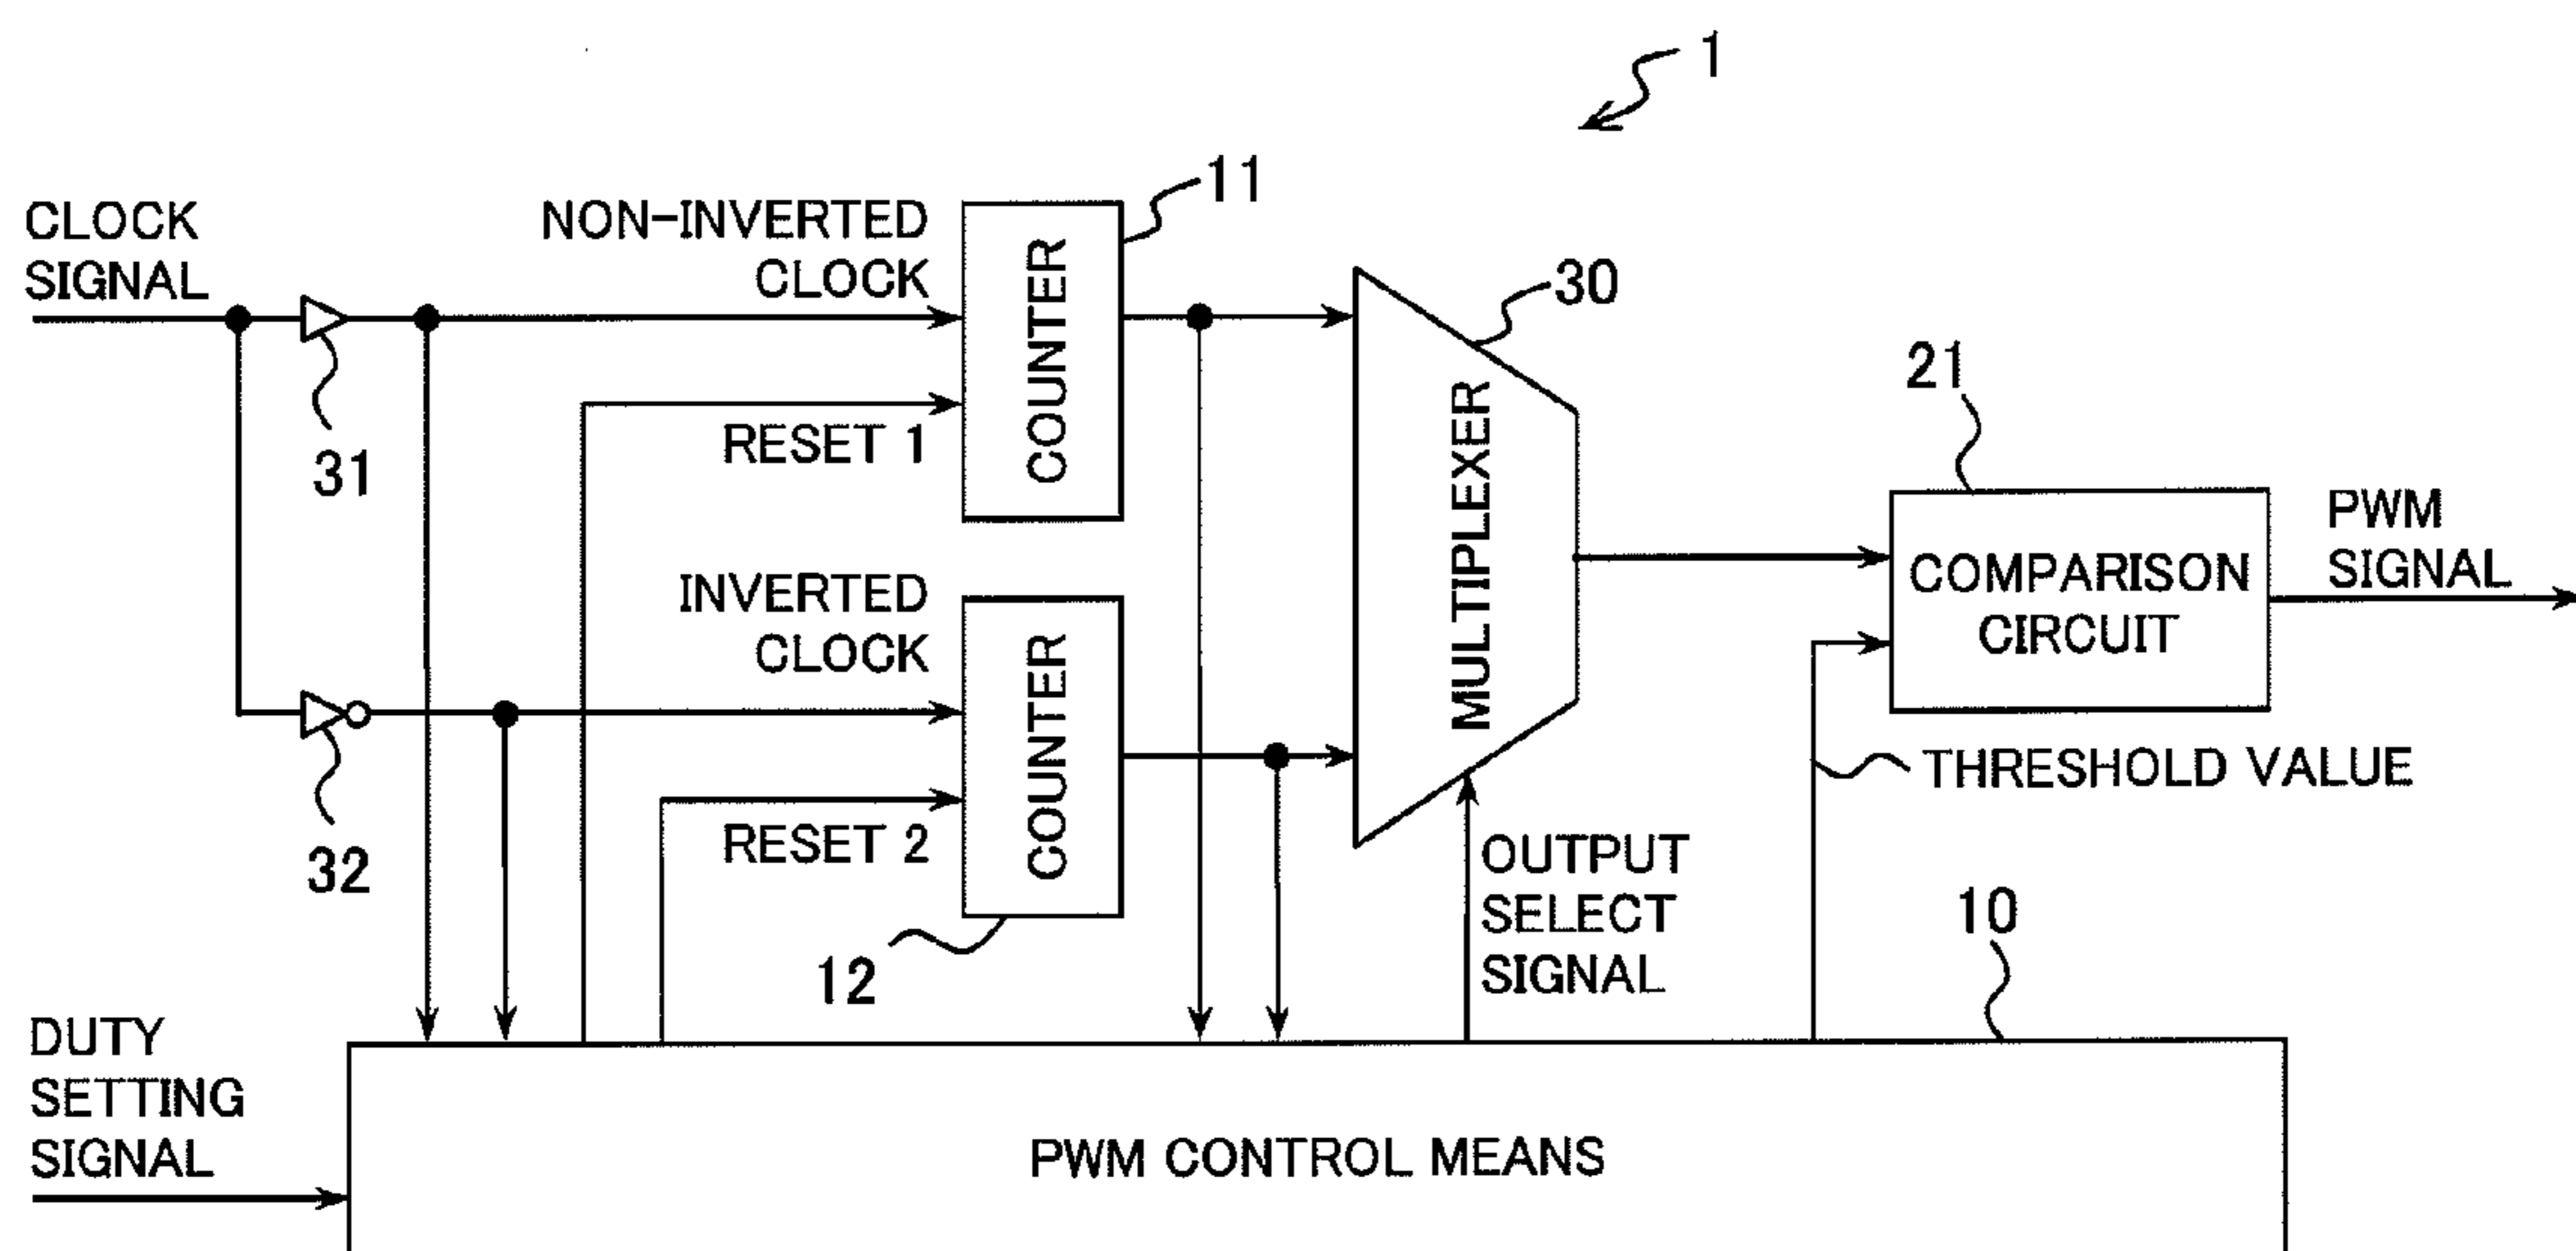 1
CLOCK
SIGNAL
NON-INVERTED
CLOCK
11
COUNTER
30
MULTIPLEXER
31
RESET 1
21
COMPARISON
CIRCUIT
PWM
SIGNAL
INVERTED
CLOCK
COUNTER
THRESHOLD VALUE
32
RESET 2
12
OUTPUT
SELECT
SIGNAL
10
DUTY
SETTING
SIGNAL
PWM CONTROL MEANS